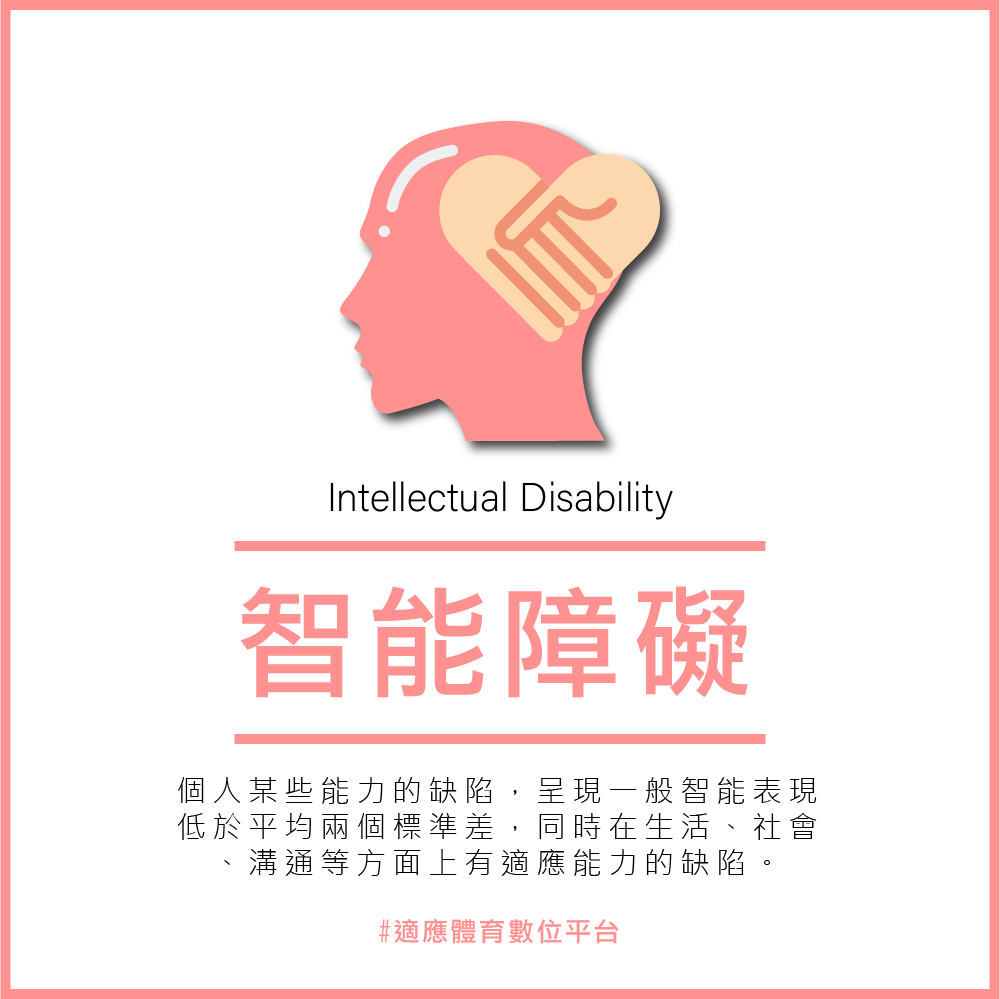 Intellectual Disability
智能障礙
個人某些能力的缺陷，呈現一般智能表現
低於平均兩個標準差，同時在生活、社會
、溝通等方面上有適應能力的缺陷。
#適應體育數位平台